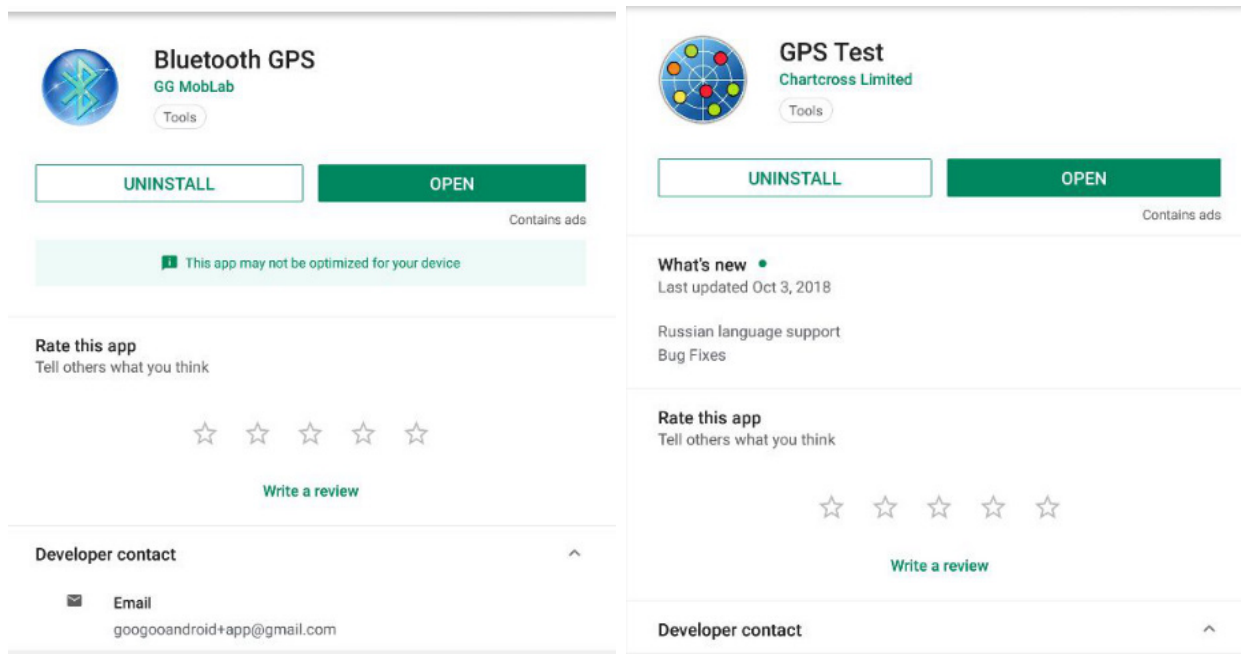 Bluetooth GPS
GG MobLab
Tools
UNINSTALL
OPEN
Contains ads
This app may not be optimized for your device
Rate this app
Tell others what you think
Write a review
Developer contact
Email
googooandroid+app@gmail.com
GPS Test
Chartcross Limited
Tools
UNINSTALL
OPEN
Contains ads
What's new
Last updated Oct 3, 2018
Russian language support
Bug Fixes
Rate this app
Tell others what you think
Write a review
Developer contact